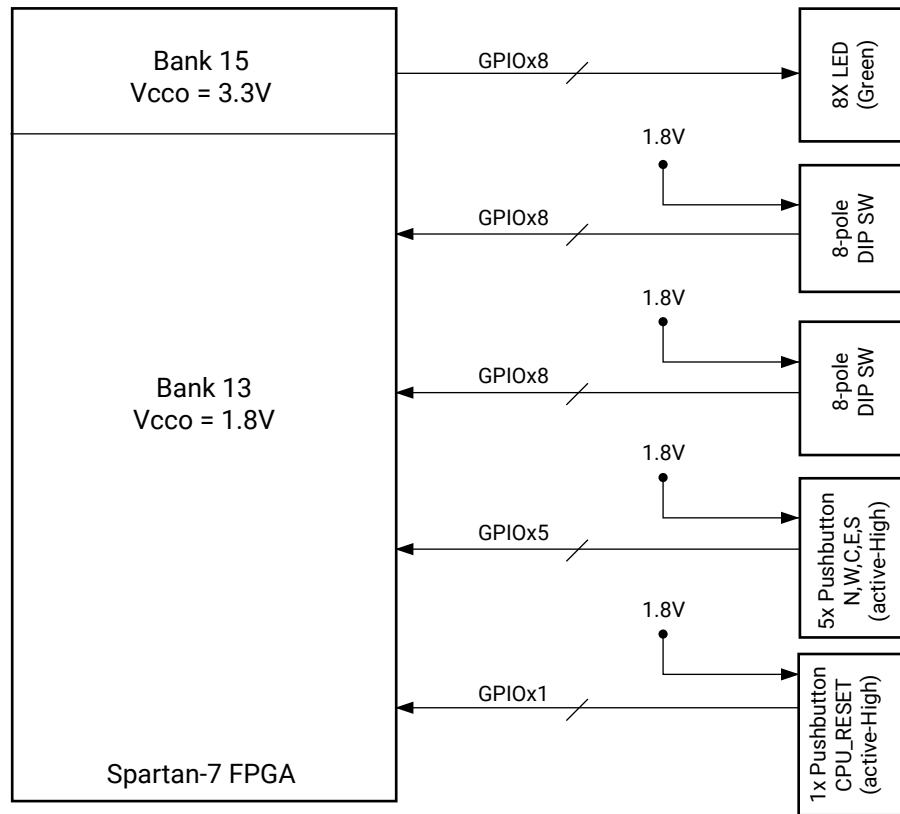 Bank 15
Vcco = 3.3V
GPIOx8
8X LED
(Green)
1.8V
GPIOx8
8-pole
DIP SW
1.8V
Bank 13
Vcco = 1.8V
GPIOx8
8-pole
DIP SW
1.8V
GPIOx5
5x Pushbutton
N,W,C,E,S
(active-High)
1.8V
GPIOx1
1x Pushbutton
CPU_RESET
(active-High)
Spartan-7 FPGA